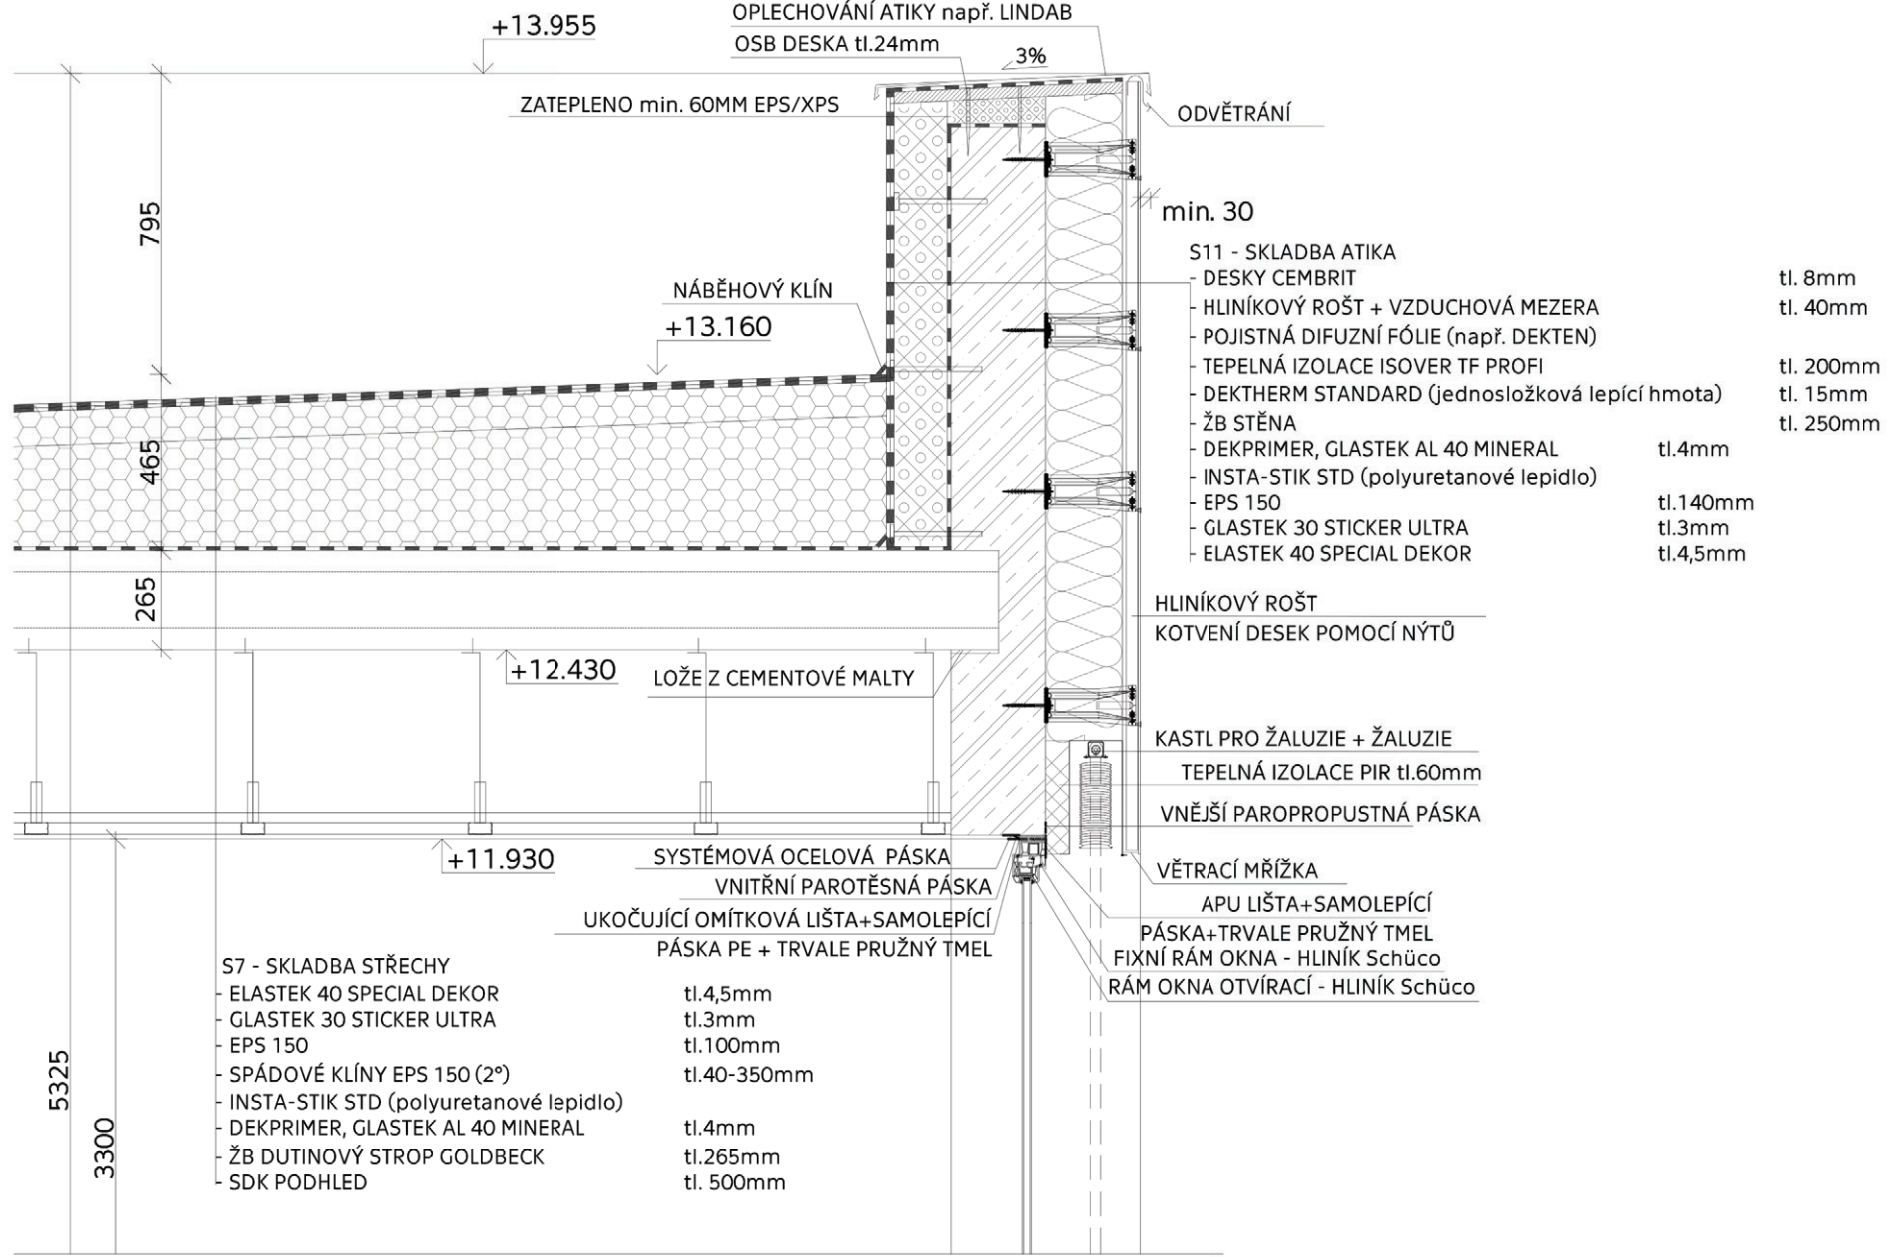 OPLECHOVÁNÍ ATIKY např. LINDAB
+13.955
OSB DESKA tl.24mm
3%
ZATEPLENO min. 60MM EPS/XPS
ODVĚTRÁNÍ
795
min. 30
S11 - SKLADBA ATIKA
- DESKY CEMBRIT tl. 8mm
- HLINÍKOVÝ ROŠT + VZDUCHOVÁ MEZERA tl. 40mm
- POJISTNÁ DIFUZNÍ FÓLIE (např. DEKTEN)
- TEPELNÁ IZOLACE ISOVER TF PROFI tl. 200mm
- DEKTHERM STANDARD (jednosložková lepící hmota) tl. 15mm
- ŽB STĚNA tl. 250mm
- DEKPRIMER, GLASTEK AL 40 MINERAL tl.4mm
- INSTA-STIK STD (polyuretanové lepidlo)
- EPS 150 tl.140mm
- GLASTEK 30 STICKER ULTRA tl.3mm
- ELASTEK 40 SPECIAL DEKOR tl.4,5mm
NÁBĚHOVÝ KLÍN
+13.160
465
265
HLINÍKOVÝ ROŠT
KOTVENÍ DESEK POMOCÍ NÝTŮ
+12.430
LOŽE Z CEMENTOVÉ MALTY
KASTL PRO ŽALUZIE + ŽALUZIE
TEPELNÁ IZOLACE PIR tl.60mm
VNĚJŠÍ PAROPROPUSTNÁ PÁSKA
+11.930
SYSTÉMOVÁ OCELOVÁ PÁSKA
VNITŘNÍ PAROTĚSNÁ PÁSKA
UKOČUJÍCÍ OMÍTKOVÁ LIŠTA+SAMOLEPÍCÍ
PÁSKA PE + TRVALE PRUŽNÝ TMEL
VĚTRACÍ MŘÍŽKA
APU LIŠTA+SAMOLEPÍCÍ
PÁSKA+TRVALE PRUŽNÝ TMEL
FIXNÍ RÁM OKNA - HLINÍK Schüco
RÁM OKNA OTVÍRACÍ - HLINÍK Schüco
S7 - SKLADBA STŘECHY
- ELASTEK 40 SPECIAL DEKOR tl.4,5mm
- GLASTEK 30 STICKER ULTRA tl.3mm
- EPS 150 tl.100mm
- SPÁDOVÉ KLÍNY EPS 150 (2°) tl.40-350mm
- INSTA-STIK STD (polyuretanové lepidlo)
- DEKPRIMER, GLASTEK AL 40 MINERAL tl.4mm
- ŽB DUTINOVÝ STROP GOLDBECK tl.265mm
- SDK PODHLED tl. 500mm
5325
3300